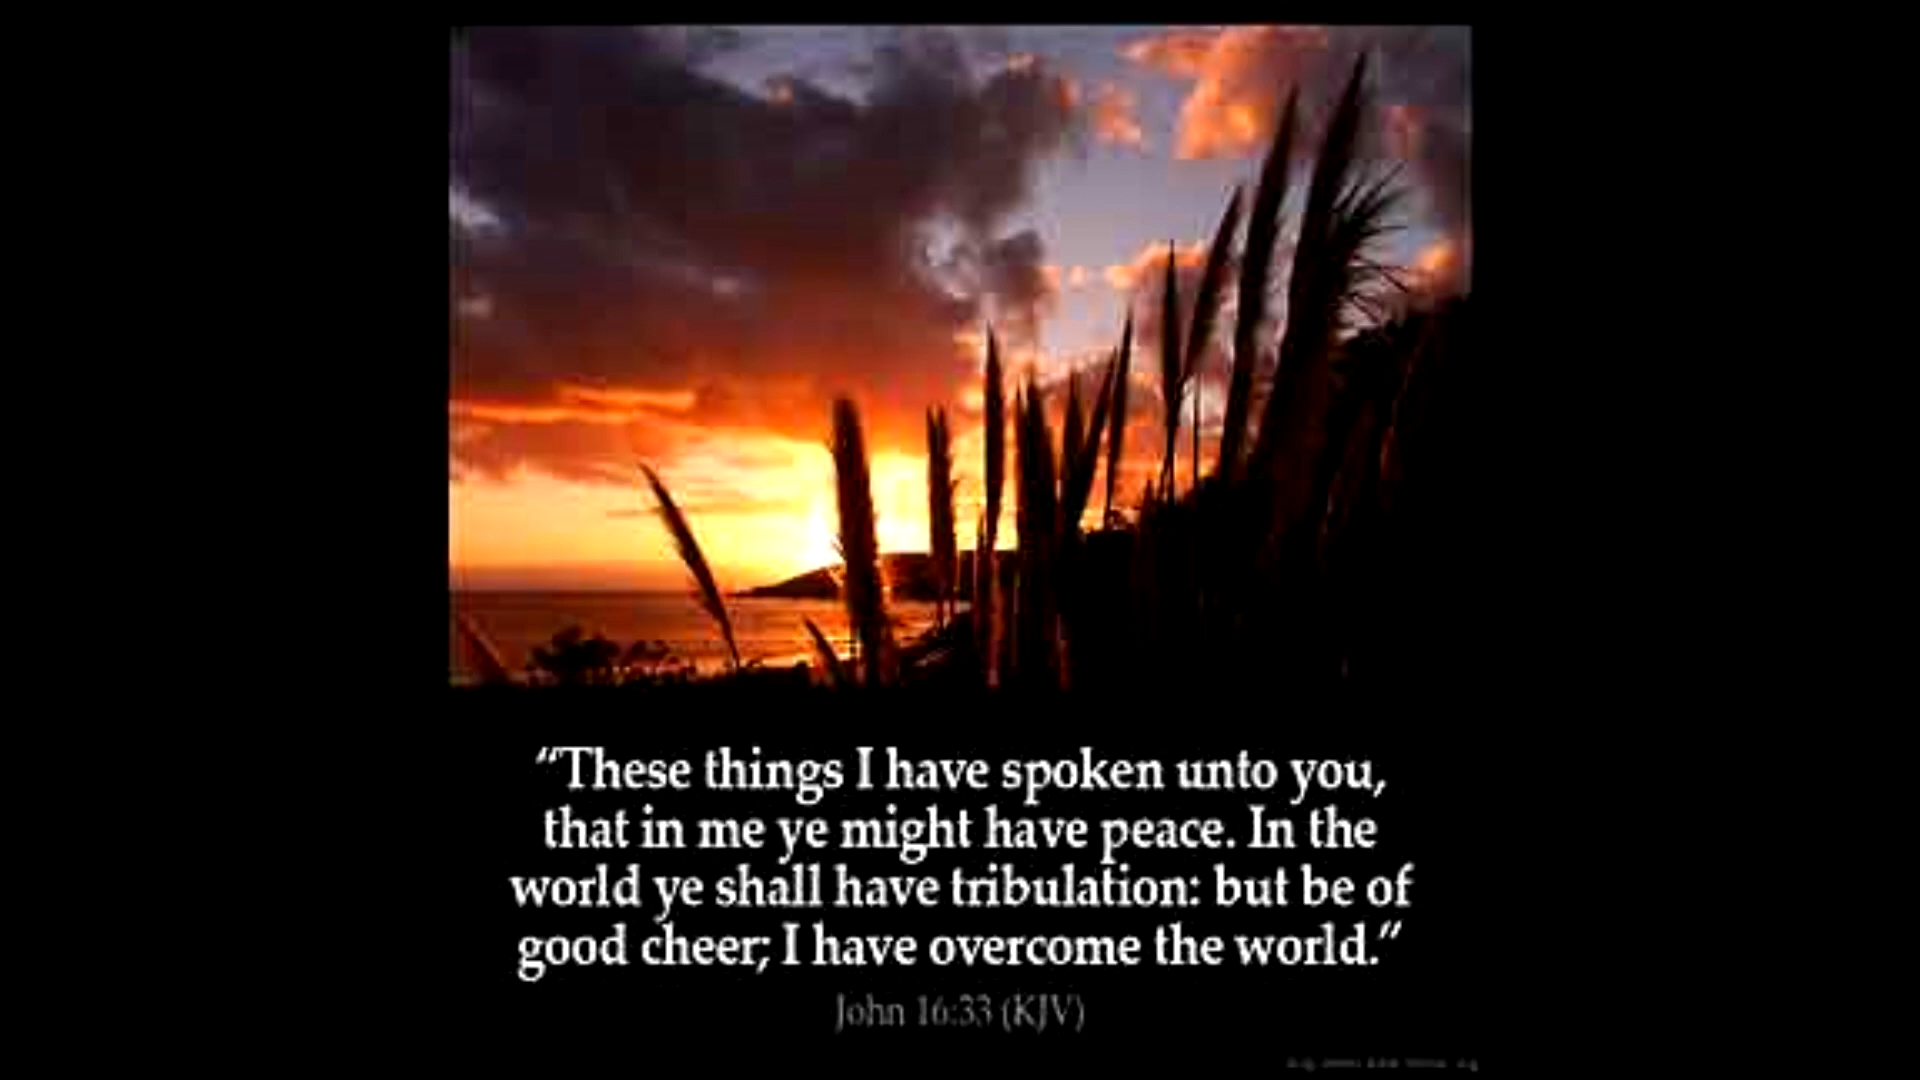 “These things I have spoken unto you,
that in me ye might have peace. In the
world ye shall have tribulation: but be of
good cheer; I have overcome the world.”
John 16:33 (KJV)